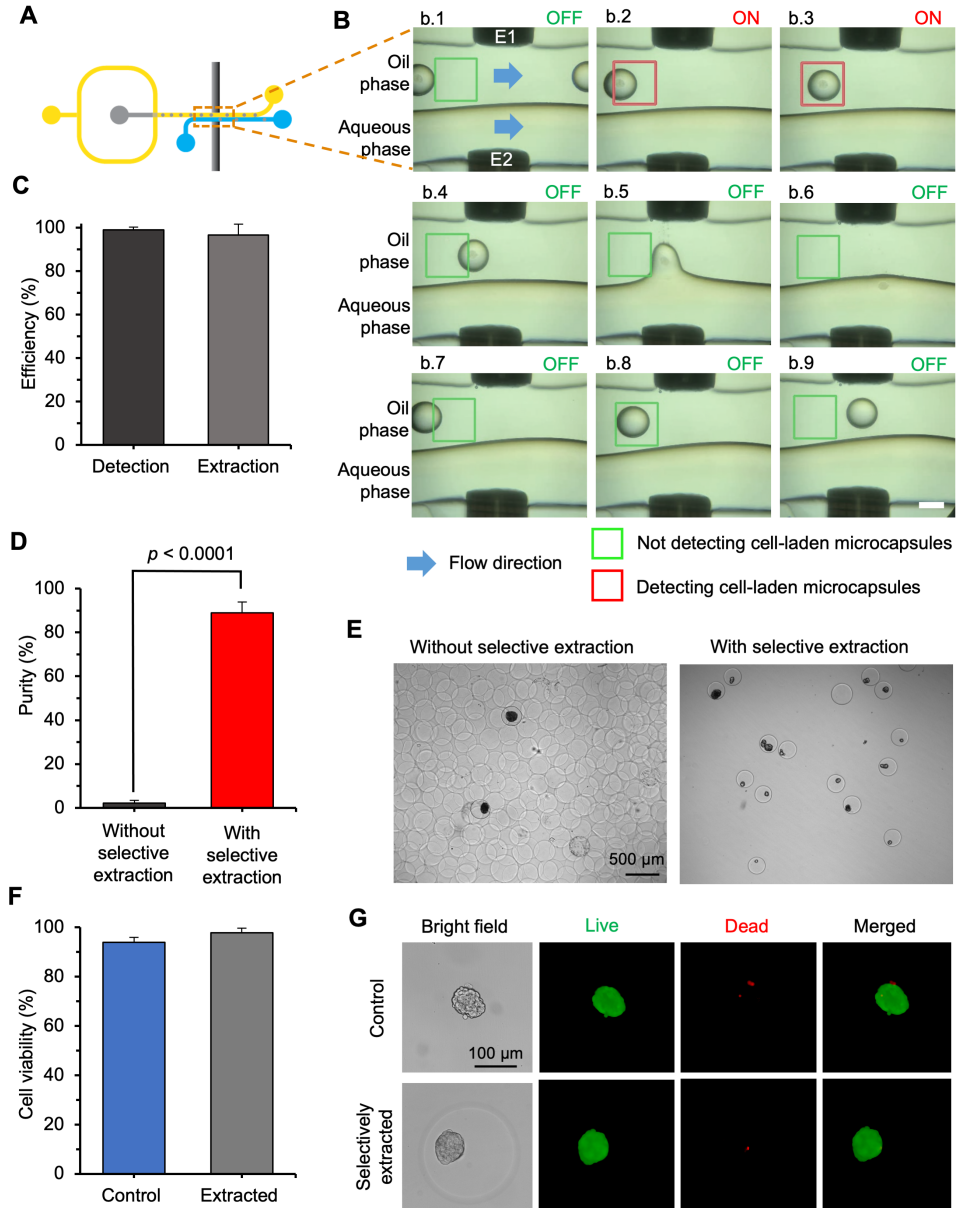 A
B
b.1
OFF
b.2
ON
b.3
ON
E1
Oil
phase
Aqueous
phase
E2
C
b.4
OFF
b.5
OFF
b.6
OFF
Oil
phase
Aqueous
phase
b.7
OFF
b.8
OFF
b.9
OFF
Oil
phase
Aqueous
phase
Efficiency (%)
100
80
60
40
20
0
Detection
Extraction
Flow direction
Not detecting cell-laden microcapsules
Detecting cell-laden microcapsules
D
p < 0.0001
Purity (%)
100
80
60
40
20
0
Without
selective
extraction
With
selective
extraction
E
Without selective extraction
With selective extraction
500 µm
F
Cell viability (%)
100
80
60
40
20
0
Control
Extracted
G
Bright field
Live
Dead
Merged
Control
100 µm
Selectively
extracted